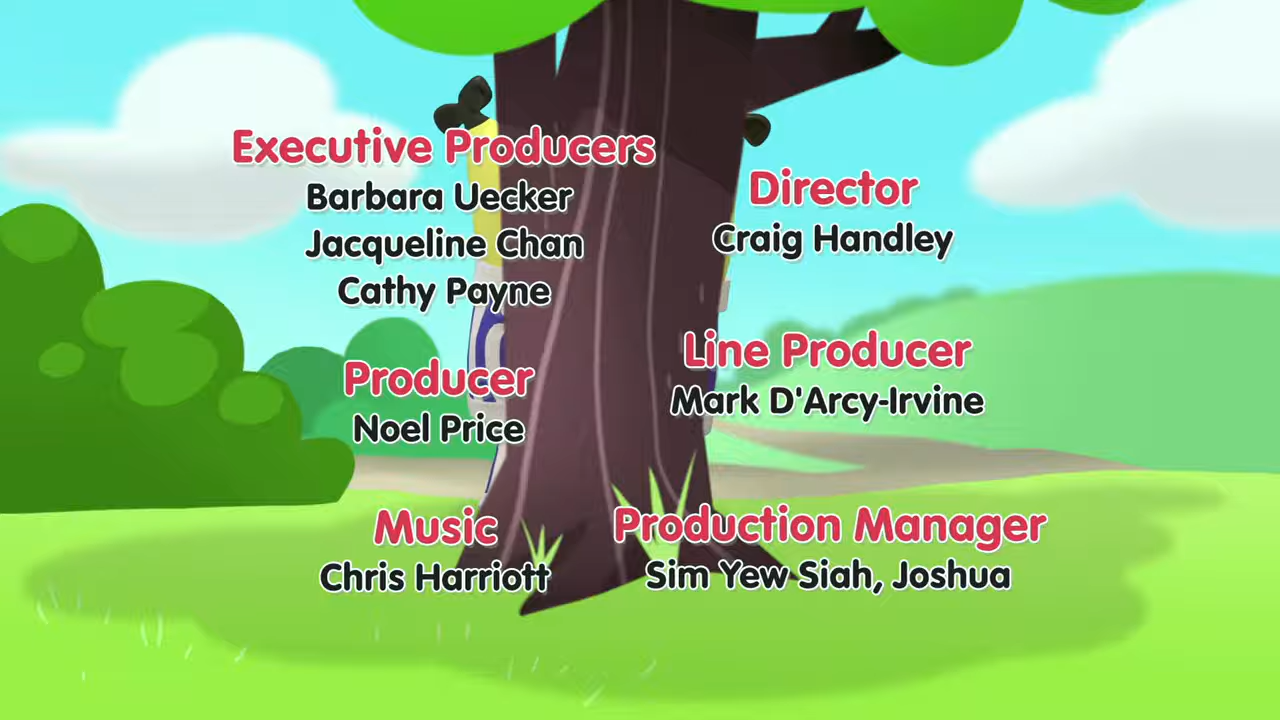 Executive Producers
Barbara Uecker
Jacqueline Chan
Cathy Payne
Producer
Noel Price
Music
Chris Harriott
Director
Craig Handley
Line Producer
Mark D'Arcy-Irvine
Production Manager
Sim Yew Siah, Joshua